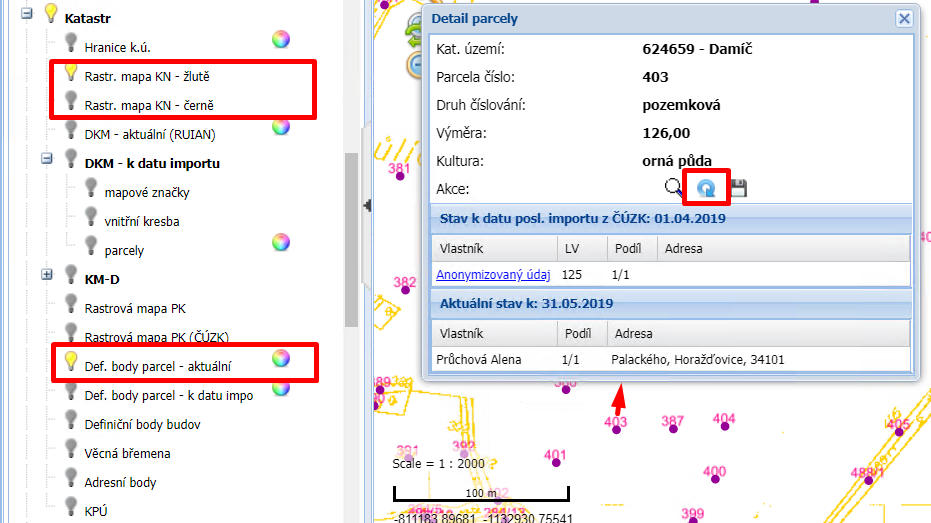 Katastr
Hranice k.ú.
Rastr. mapa KN - žlutě
Rastr. mapa KN - černě
DKM - aktuální (RUIAN)
DKM - k datu importu
mapové značky
vnitřní kresba
parcely
KM-D
Rastrová mapa PK
Rastrová mapa PK (ČÚZK)
Def. body parcel - aktuální
Def. body parcel - k datu impo
Definiční body budov
Věcná břemena
Adresní body
KPÚ
Detail parcely
Kat. území: 624659 - Damíč
Parcela číslo: 403
Druh číslování: pozemková
Výměra: 126,00
Kultura: orná půda
Akce:
Stav k datu posl. importu z ČÚZK: 01.04.2019
Vlastník LV Podíl Adresa
Anonymizovaný údaj 125 1/1
Aktuální stav k: 31.05.2019
Vlastník Podíl Adresa
Průchová Alena 1/1 Palackého, Horažďovice, 34101
381
382
380
403 387 404
405
391 392
401
400
488/1
399
Scale = 1 : 2000
100 m
-811183.89681 -1132930.75541